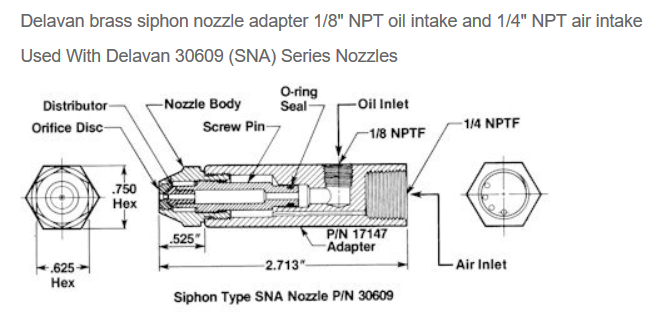 Delavan brass siphon nozzle adapter 1/8" NPT oil intake and 1/4" NPT air intake
Used With Delavan 30609 (SNA) Series Nozzles
Distributor
Orifice Disc
Nozzle Body
Screw Pin
O-ring
Seal
Oil Inlet
1/8 NPTF
1/4 NPTF
.750
Hex
.525"
P/N 17147
Adapter
2.713"
.625
Hex
Air Inlet
Siphon Type SNA Nozzle P/N 30609